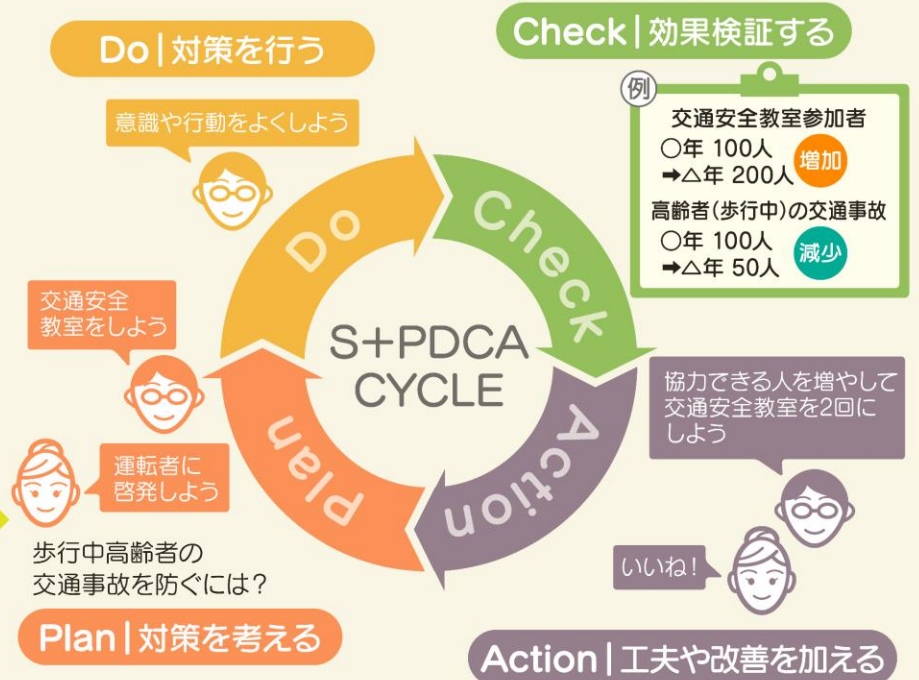 Do|対策を行う
意識や行動をよくしよう
Check|効果検証する
例
交通安全教室参加者
○年 100人
➡△年 200人
増加
高齢者(歩行中)の交通事故
○年 100人
➡△年 50人
減少
Do
Check
Action
Plan
S+PDCA
CYCLE
協力できる人を増やして
交通安全教室を2回に
しよう
いいね!
Action|工夫や改善を加える
交通安全
教室をしよう
運転者に
啓発しよう
歩行中高齢者の
交通事故を防ぐには?
Plan|対策を考える